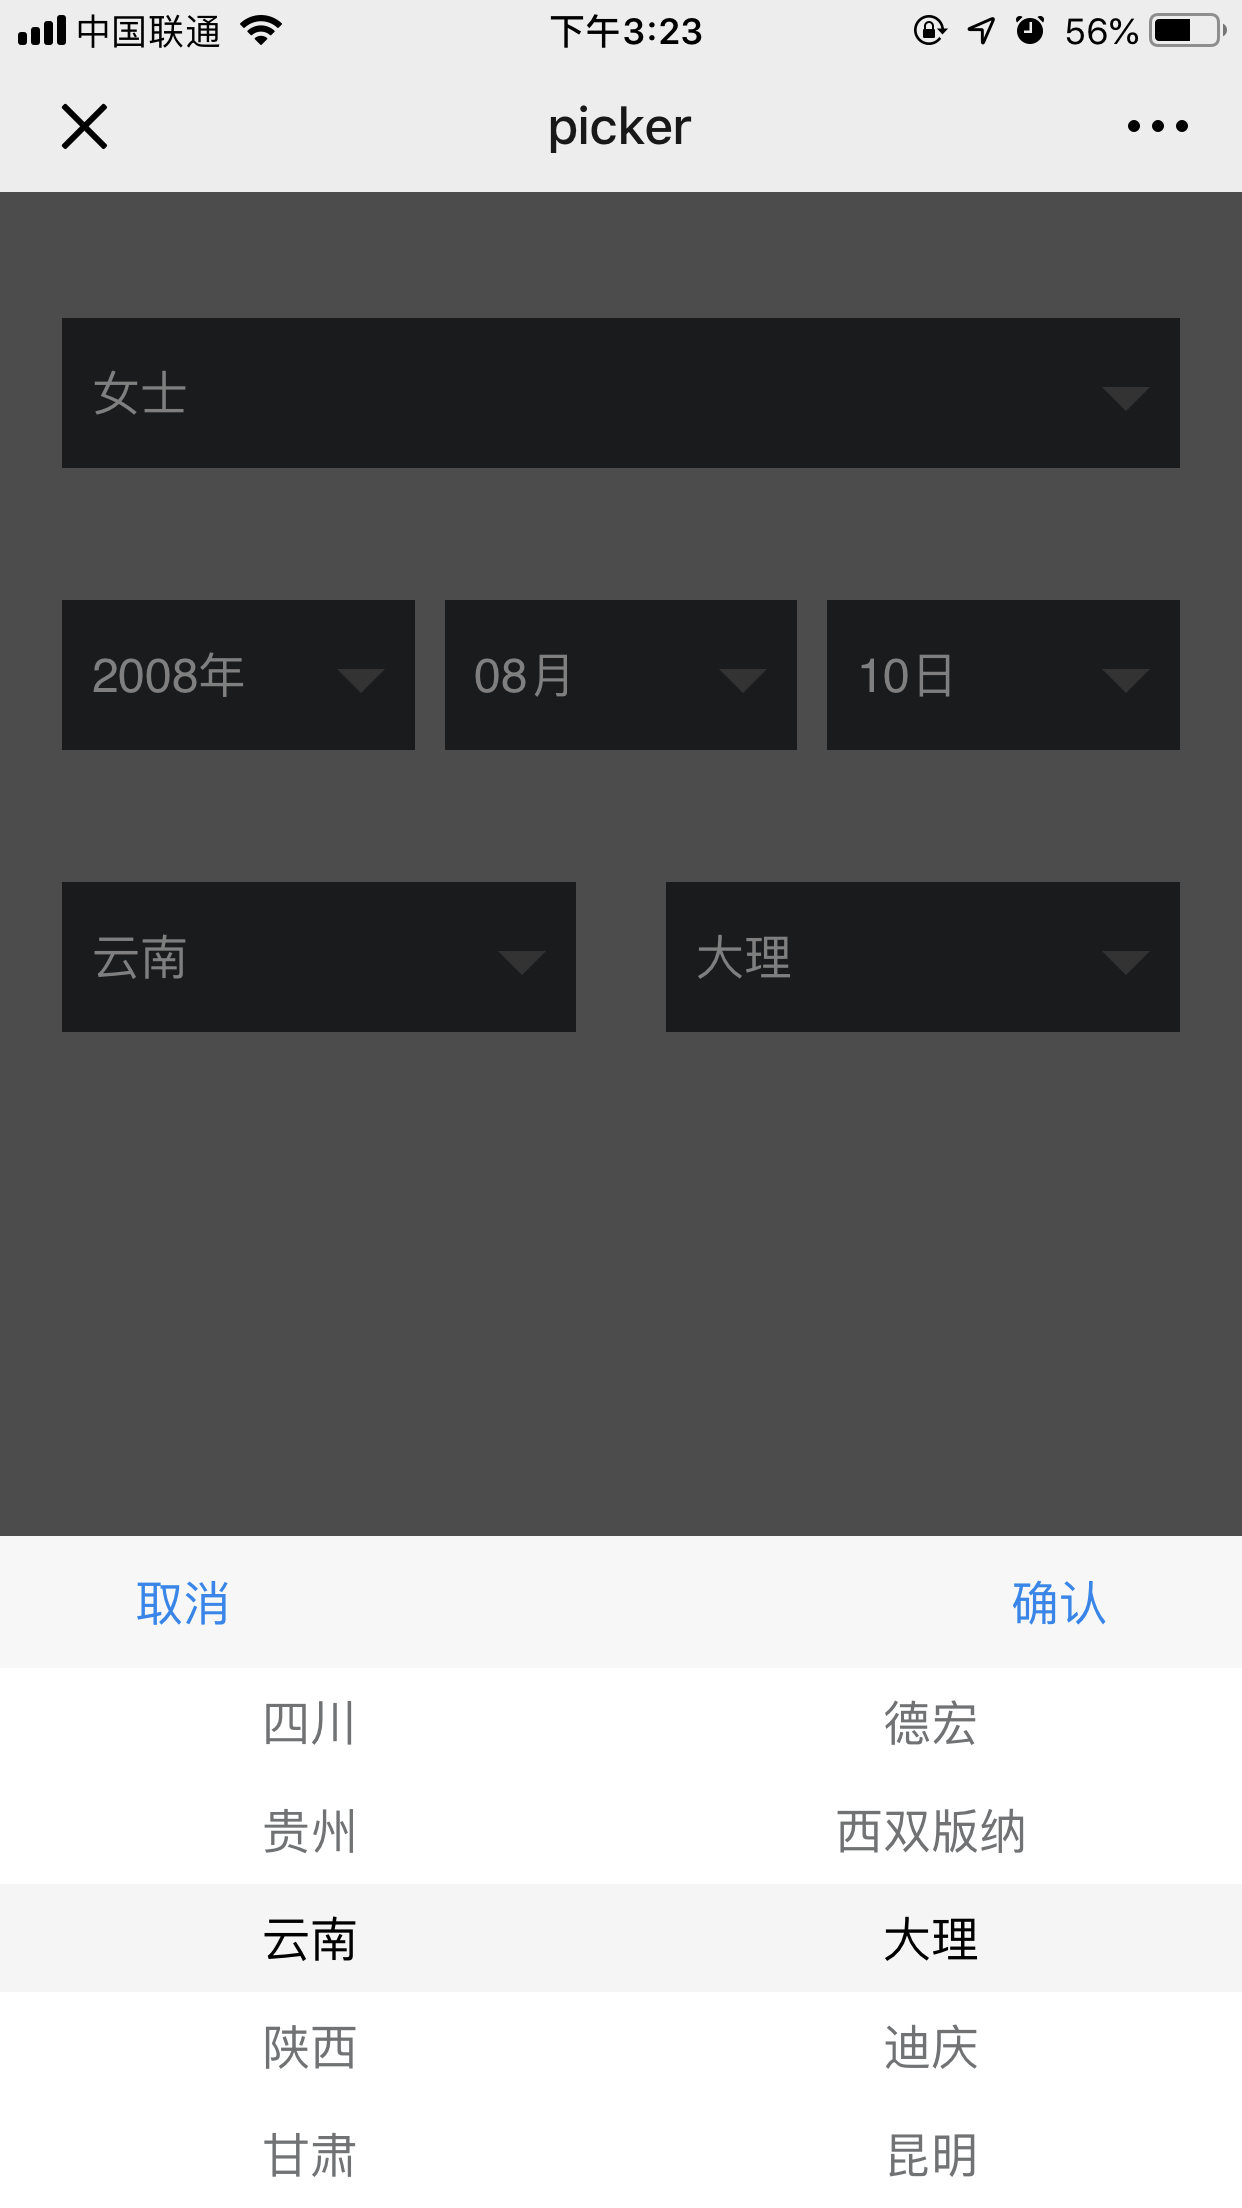 中国联通 下午3:23 56%
picker
女士
2008年 08月 10日
云南 大理
取消 确认
四川 德宏
贵州 西双版纳
云南 大理
陕西 迪庆
甘肃 昆明